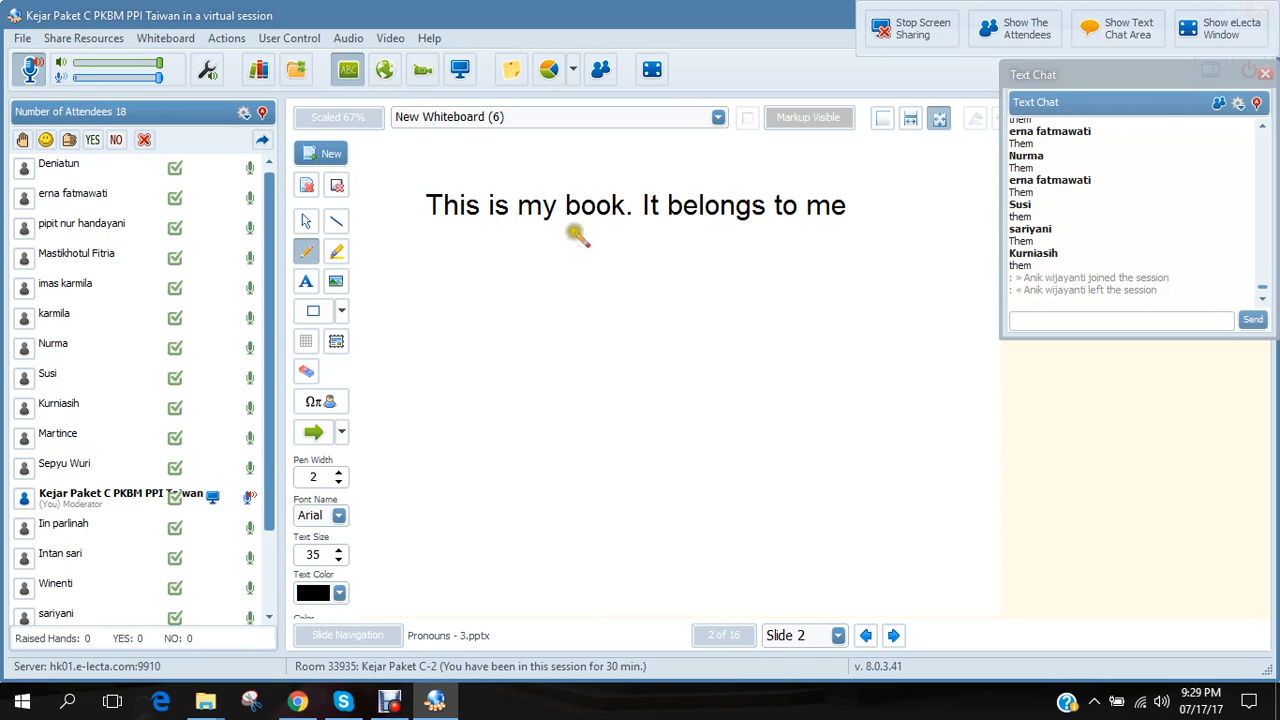 Kejar Paket C PKBM PPI Taiwan in a virtual session
File Share Resources Whiteboard Actions User Control Audio Video Help
Stop Screen Sharing
Show The Attendees
Show Text Chat Area
Show eLecta Window
ABC
Number of Attendees 18
YES NO
Deniatun
erna fatmawati
pipit nur handayani
Mastikhotul Fitria
imas karmila
karmila
Nurma
Susi
Kurniasih
Martince
Sepyu Wuri
Kejar Paket C PKBM PPI Taiwan
(You) Moderator
Iin parlinah
Intan sari
Winenti
sariyani
Raised Hands: 0 YES: 0 NO: 0
Scaled 67%
New Whiteboard (6)
Markup Visible
New
A
Ωπ
Pen Width
2
Font Name
Arial
Text Size
35
Text Color
Color
This is my book. It belongs to me
Text Chat
Text Chat
them
erna fatmawati
Them
Nurma
Them
erna fatmawati
Them
Susi
them
sariyani
Them
Kurniasih
them
: » Anik wijayanti joined the session
: « Anik wijayanti left the session
Send
Slide Navigation
Pronouns - 3.pptx
2 of 16
Slide 2
Server: hk01.e-lecta.com:9910
Room 33935: Kejar Paket C-2 (You have been in this session for 30 min.)
v. 8.0.3.41
9:29 PM
07/17/17